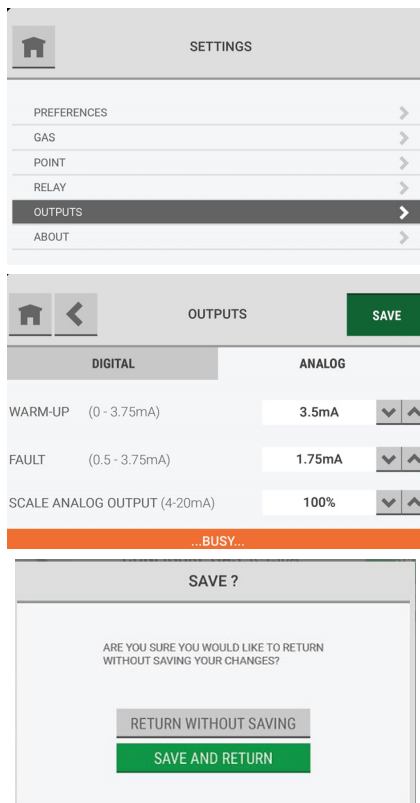 SETTINGS
PREFERENCES
GAS
POINT
RELAY
OUTPUTS
ABOUT
OUTPUTS
SAVE
DIGITAL ANALOG
WARM-UP (0 - 3.75mA) 3.5mA
FAULT (0.5 - 3.75mA) 1.75mA
SCALE ANALOG OUTPUT (4-20mA) 100%
...BUSY...
SAVE ?
ARE YOU SURE YOU WOULD LIKE TO RETURN
WITHOUT SAVING YOUR CHANGES?
RETURN WITHOUT SAVING
SAVE AND RETURN